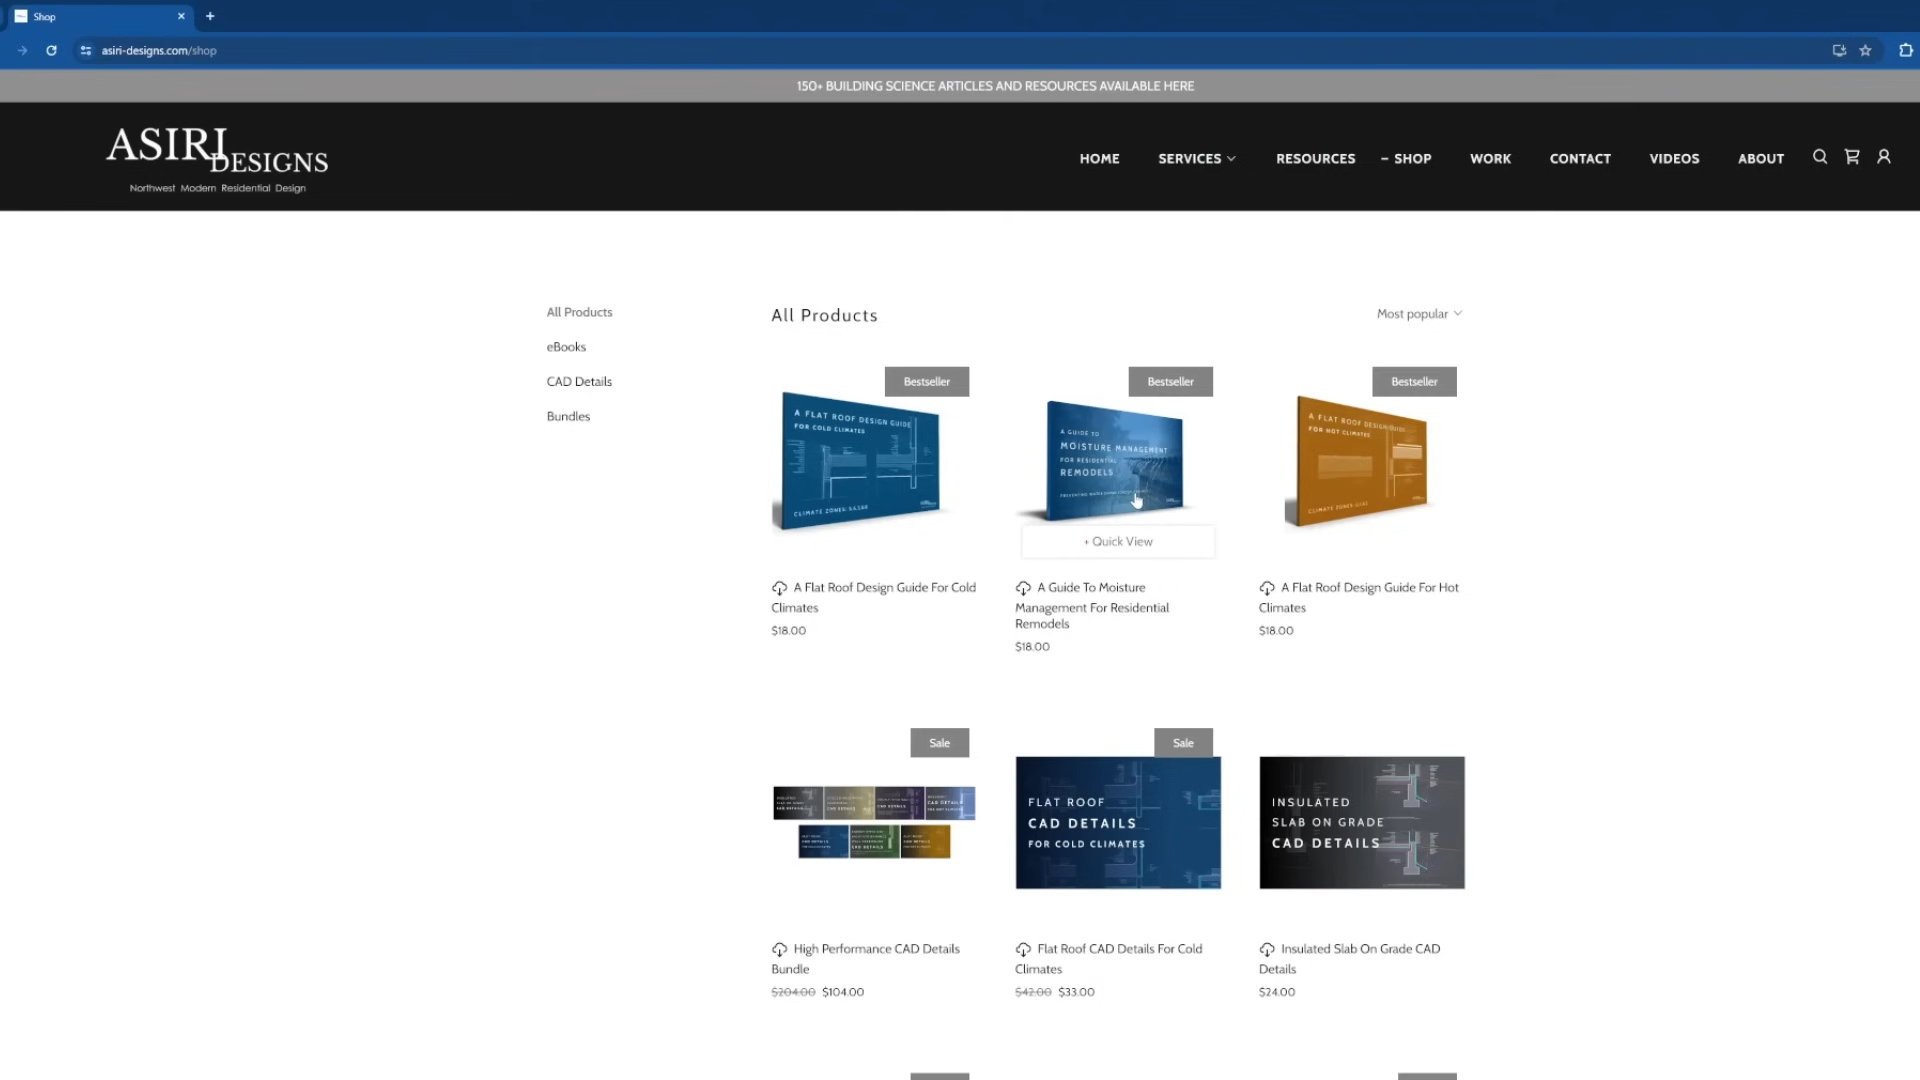 Shop
asiri-designs.com/shop
150+ BUILDING SCIENCE ARTICLES AND RESOURCES AVAILABLE HERE
ASIRI DESIGNS
Northwest Modern Residential Design
HOME SERVICES RESOURCES – SHOP WORK CONTACT VIDEOS ABOUT
All Products
eBooks
CAD Details
Bundles
All Products
Most popular
Bestseller
A FLAT ROOF DESIGN GUIDE
FOR COLD CLIMATES
Bestseller
A GUIDE TO
MOISTURE MANAGEMENT
FOR RESIDENTIAL
REMODELS
+ Quick View
Bestseller
A FLAT ROOF DESIGN GUIDE
FOR HOT CLIMATES
A Flat Roof Design Guide For Cold
Climates
$18.00
A Guide To Moisture
Management For Residential
Remodels
$18.00
A Flat Roof Design Guide For Hot
Climates
$18.00
Sale
Sale
FLAT ROOF
CAD DETAILS
FOR COLD CLIMATES
INSULATED
SLAB ON GRADE
CAD DETAILS
High Performance CAD Details
Bundle
$204.00 $104.00
Flat Roof CAD Details For Cold
Climates
$42.00 $33.00
Insulated Slab On Grade CAD
Details
$24.00